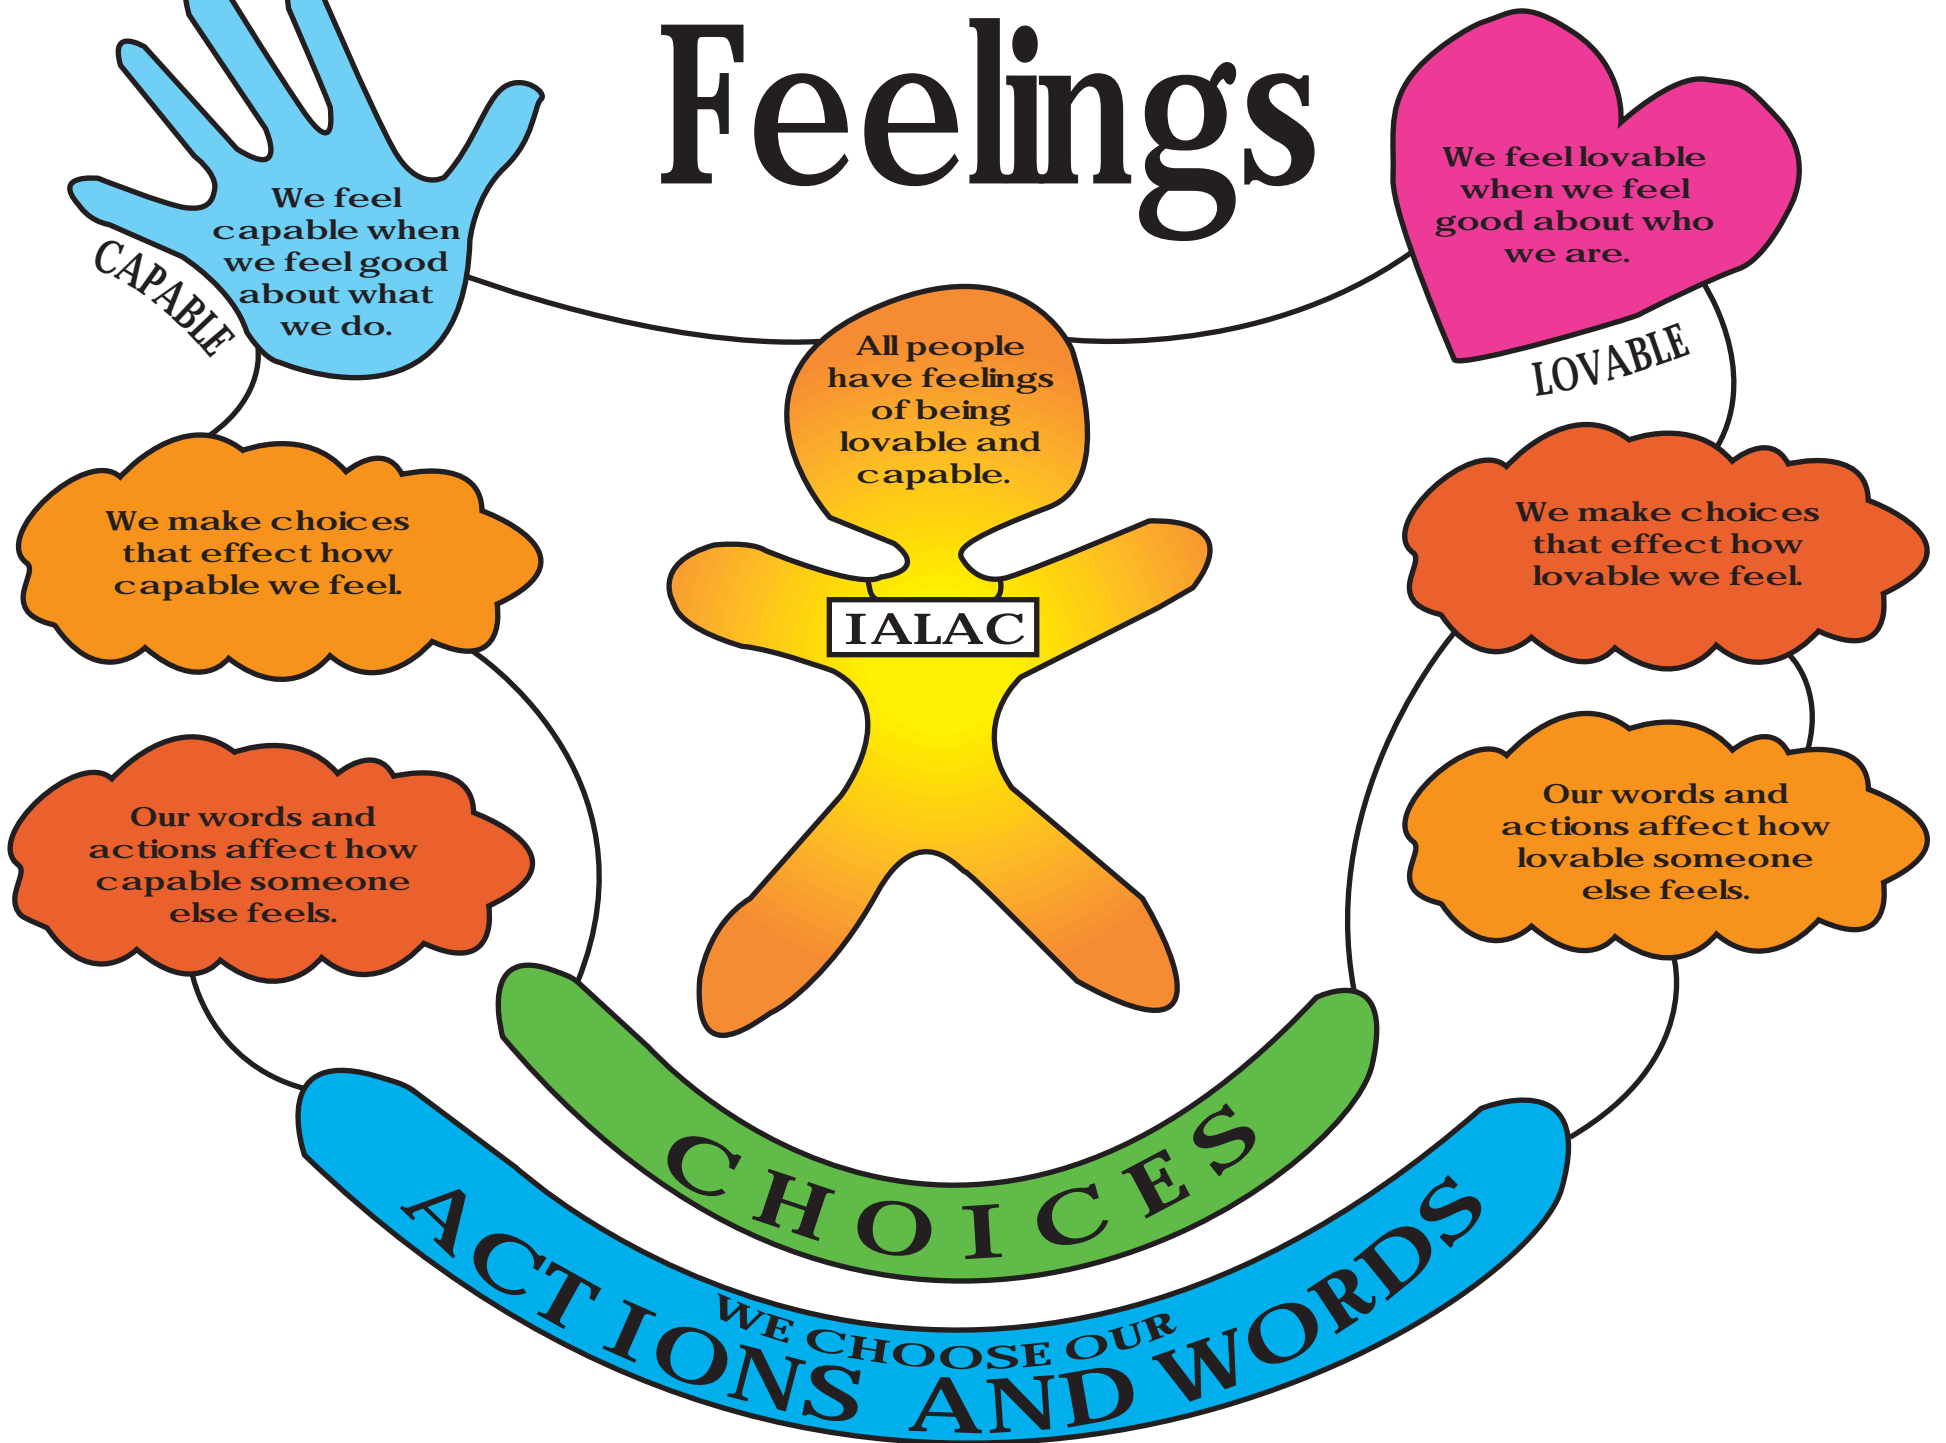 Feelings
We feel
capable when
we feel good
about what
we do.
CAPABLE
We feel lovable
when we feel
good about who
we are.
LOVABLE
All people
have feelings
of being
lovable and
capable.
IALAC
We make choices
that effect how
capable we feel.
We make choices
that effect how
lovable we feel.
Our words and
actions affect how
capable someone
else feels.
Our words and
actions affect how
lovable someone
else feels.
CHOICES
WE CHOOSE OUR
ACTIONS AND WORDS